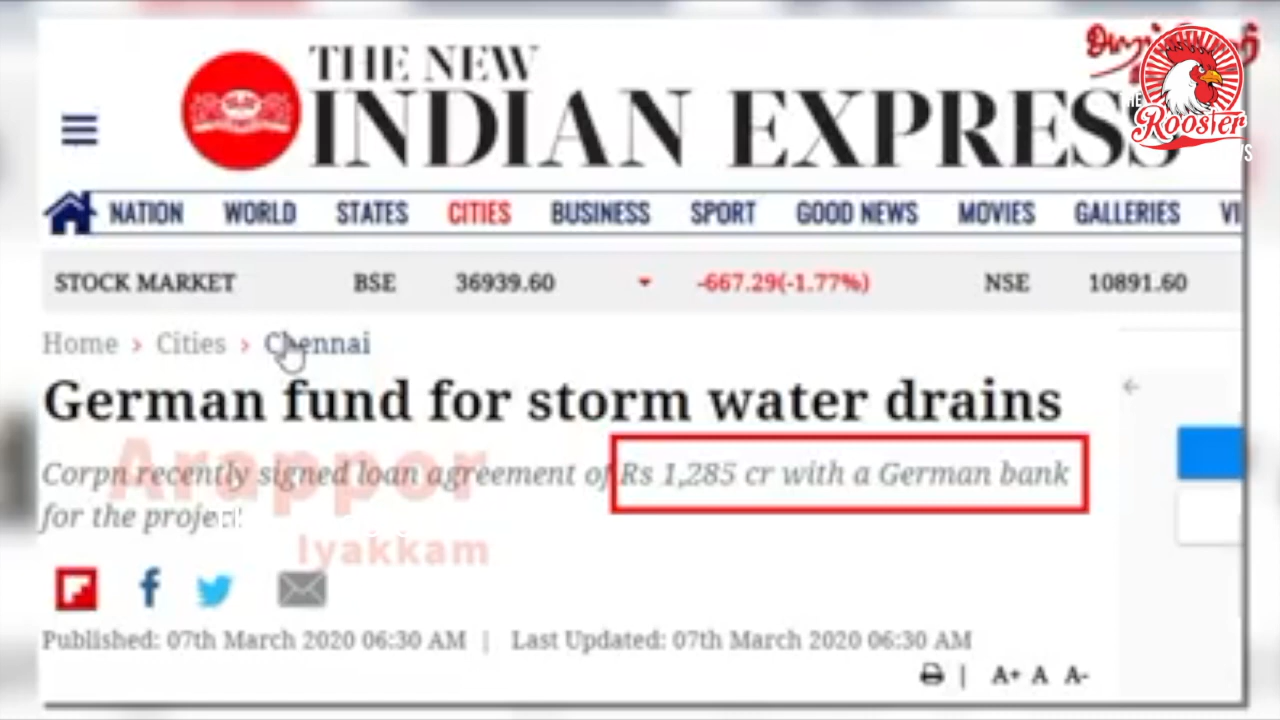 THE NEW
INDIAN EXPRESS
Rooster
NATION WORLD STATES CITIES BUSINESS SPORT GOOD NEWS MOVIES GALLERIES
STOCK MARKET BSE 36939.60 -667.29(-1.77%) NSE 10891.60
Home › Cities › Chennai
German fund for storm water drains
Corpn recently signed loan agreement of Rs 1,285 cr with a German bank
for the project
Arappor
Iyakkam
Published: 07th March 2020 06:30 AM | Last Updated: 07th March 2020 06:30 AM
| A+ A A-